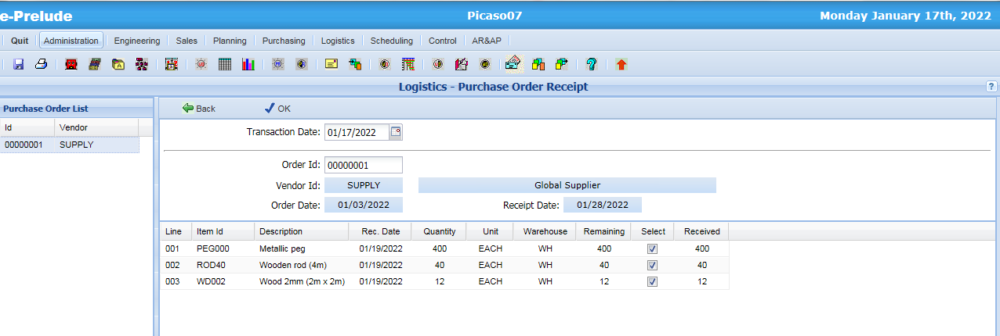 e-Prelude Picaso07 Monday January 17th, 2022
Quit Administration Engineering Sales Planning Purchasing Logistics Scheduling Control AR&AP
Logistics - Purchase Order Receipt ?
Purchase Order List
Id Vendor
00000001 SUPPLY
Back OK
Transaction Date: 01/17/2022
Order Id: 00000001
Vendor Id: SUPPLY Global Supplier
Order Date: 01/03/2022 Receipt Date: 01/28/2022
Line Item Id Description Rec. Date Quantity Unit Warehouse Remaining Select Received
001 PEG000 Metallic peg 01/19/2022 400 EACH WH 400 400
002 ROD40 Wooden rod (4m) 01/19/2022 40 EACH WH 40 40
003 WD002 Wood 2mm (2m x 2m) 01/19/2022 12 EACH WH 12 12